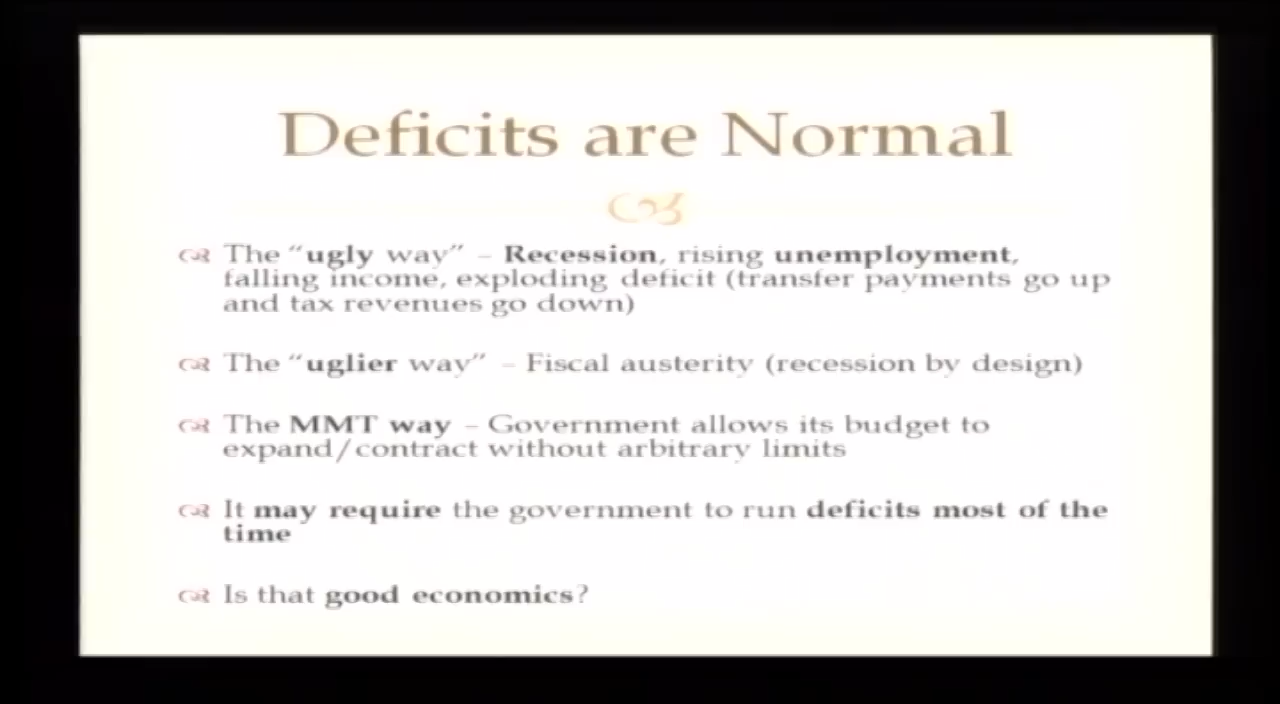 Deficits are Normal
The “ugly way” – Recession, rising unemployment,
falling income, exploding deficit (transfer payments go up
and tax revenues go down)
The “uglier way” – Fiscal austerity (recession by design)
The MMT way – Government allows its budget to
expand/contract without arbitrary limits
It may require the government to run deficits most of the
time
Is that good economics?